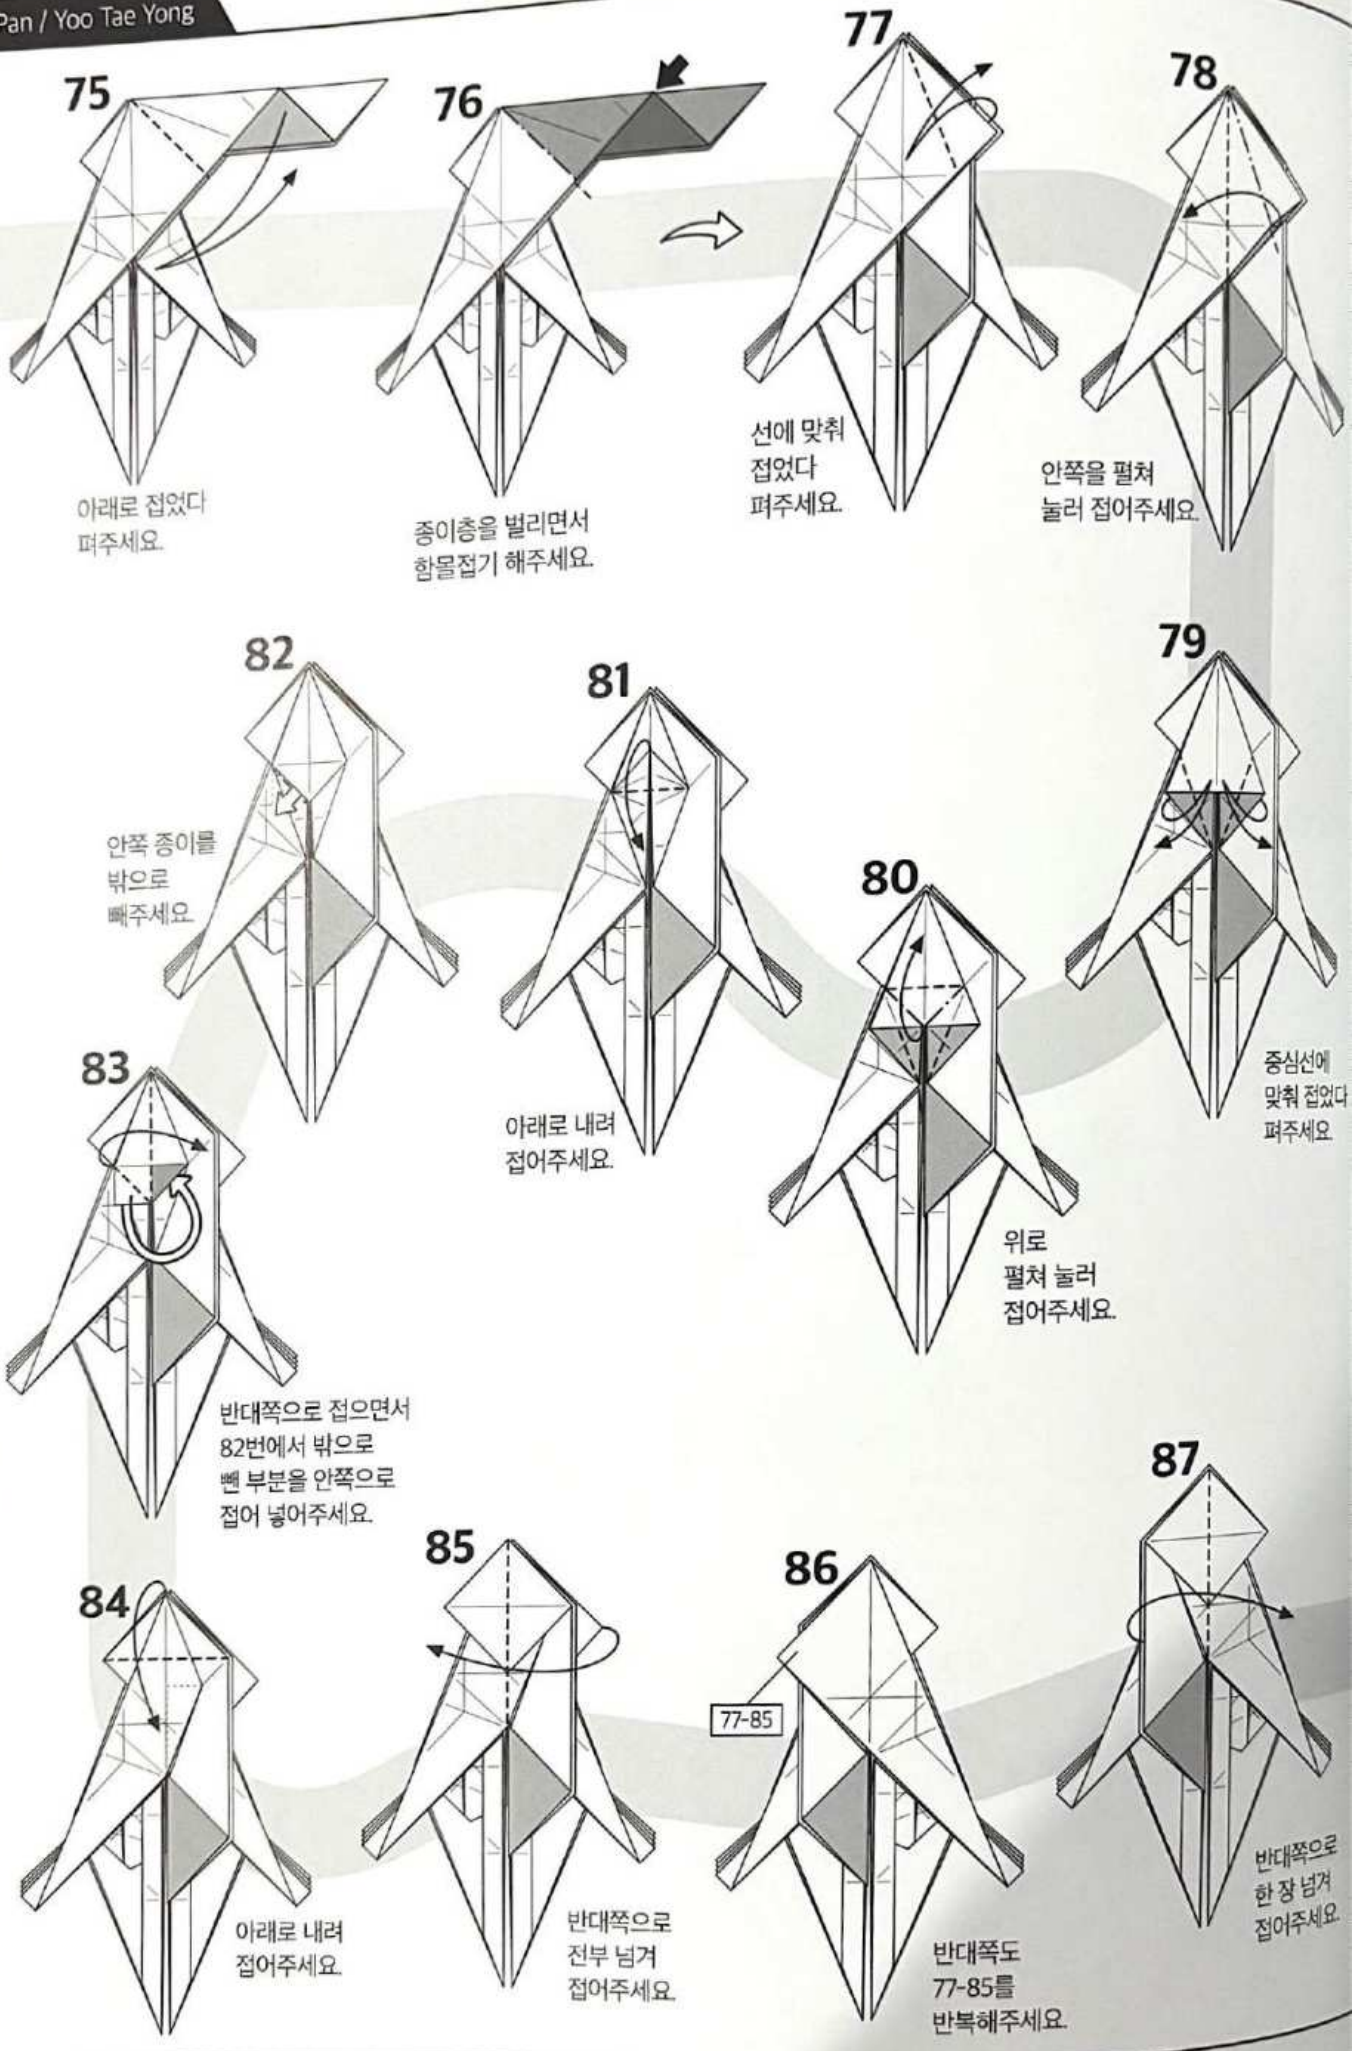 Pan / Yoo Tae Yong
75
아래로 접었다
펴주세요.
76
종이층을 벌리면서
함몰접기 해주세요.
77
선에 맞춰
접었다
펴주세요.
78
안쪽을 펼쳐
눌러 접어주세요.
79
중심선에
맞춰 접었다
펴주세요.
80
위로
펼쳐 눌러
접어주세요.
81
아래로 내려
접어주세요.
82
안쪽 종이를
밖으로
빼주세요.
83
반대쪽으로 접으면서
82번에서 밖으로
뺀 부분을 안쪽으로
접어 넣어주세요.
84
아래로 내려
접어주세요.
85
반대쪽으로
전부 넘겨
접어주세요.
86
77-85
반대쪽도
77-85를
반복해주세요.
87
반대쪽으로
한 장 넘겨
접어주세요.